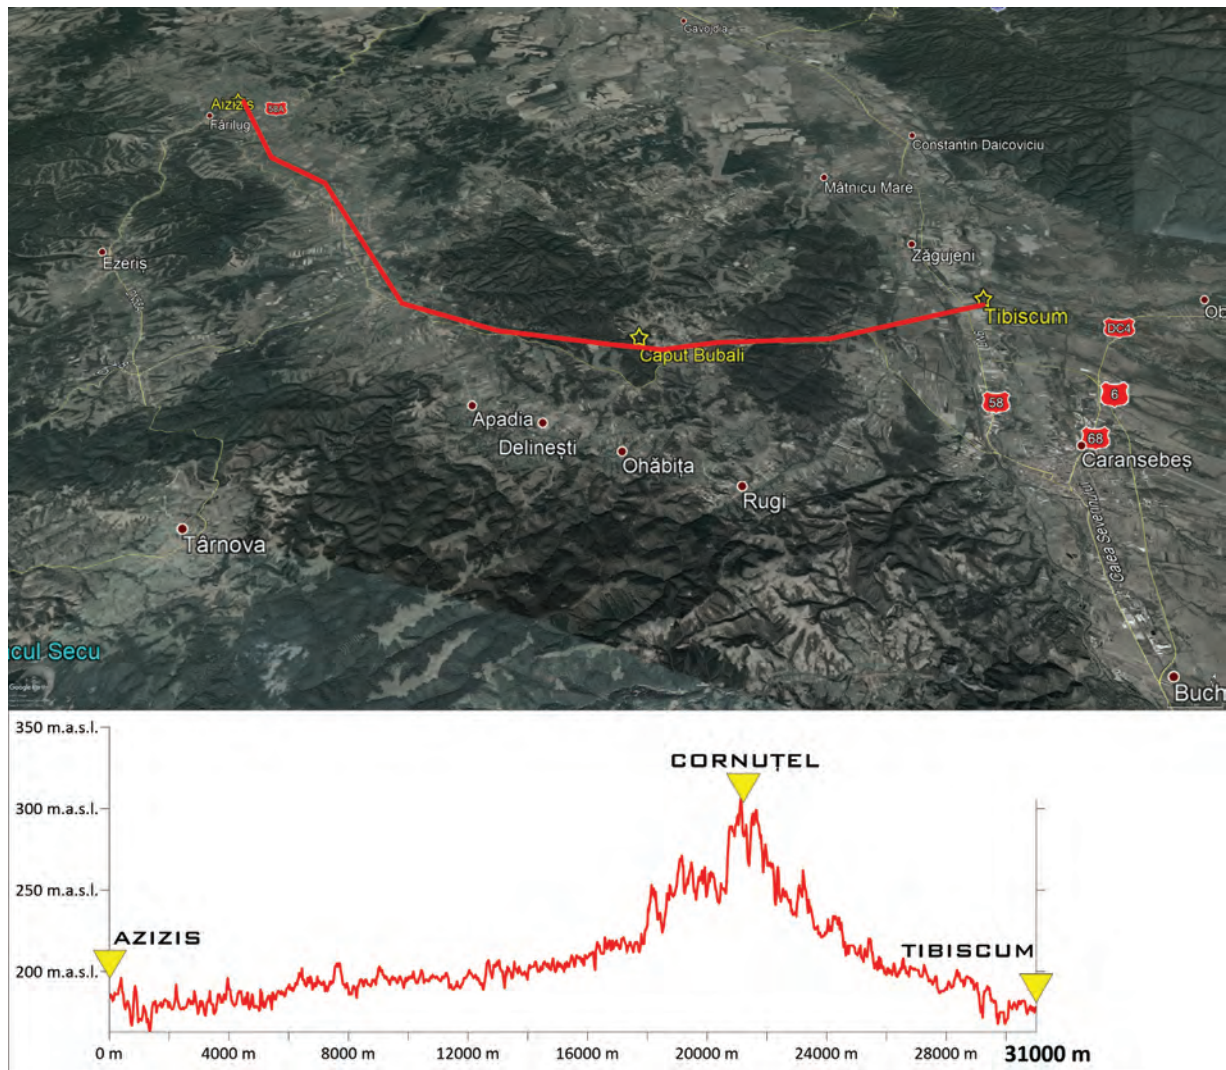 Gavojdia
Aizizis
58A
Fârliug
Constantin Daicoviciu
Mâtnicu Mare
Ezeriș
Zăgujeni
Tibiscum
Ob
DC4
Caput Bubali
6
58
68
Apadia
Delinești
Ohăbița
Caransebeș
Rugi
Calea Severinului
Târnova
cul Secu
Buch
350 m.a.s.l.
CORNUȚEL
300 m.a.s.l.
250 m.a.s.l.
AZIZIS
TIBISCUM
200 m.a.s.l.
0 m 4000 m 8000 m 12000 m 16000 m 20000 m 24000 m 28000 m 31000 m